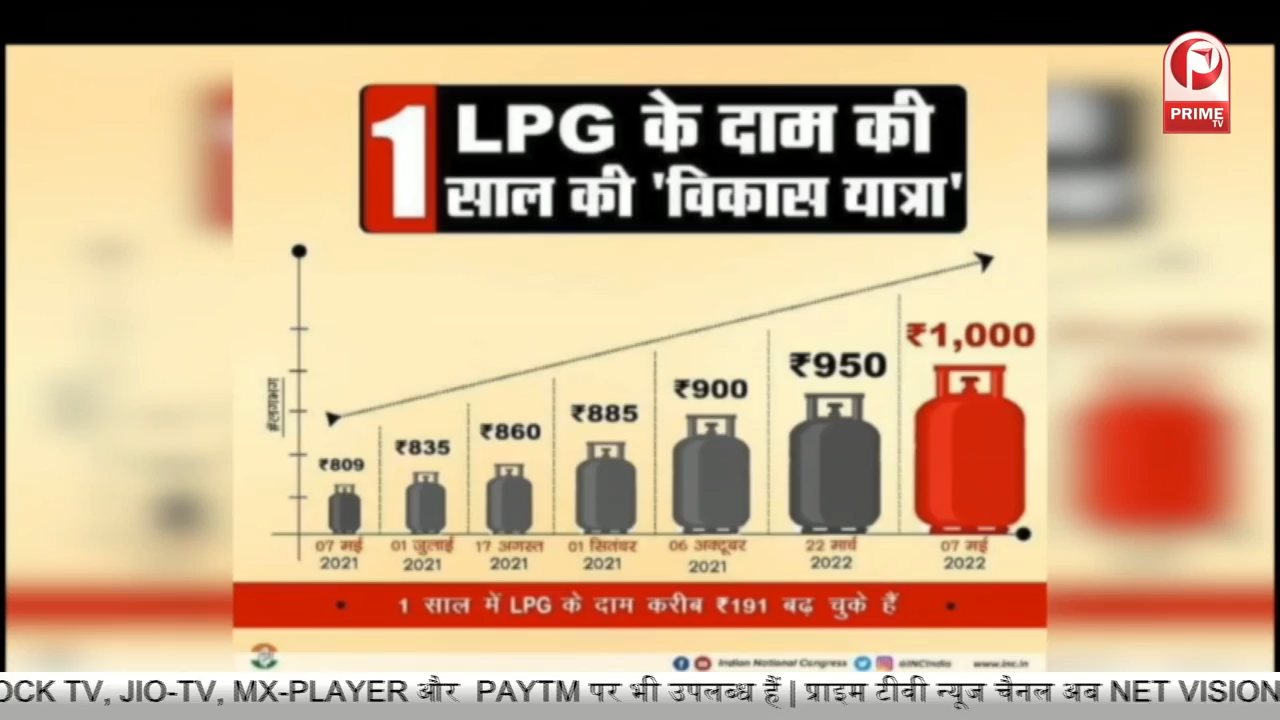 PRIME
TV
1
LPG के दाम की
साल की 'विकास यात्रा'
#लगभग
₹809
₹835
₹860
₹885
₹900
₹950
₹1,000
07 मई
2021
01 जुलाई
2021
17 अगस्त
2021
01 सितंबर
2021
06 अक्टूबर
2021
22 मार्च
2022
07 मई
2022
• 1 साल में LPG के दाम करीब ₹191 बढ़ चुके हैं •
Indian National Congress @INCIndia www.inc.in
OCK TV, JIO-TV, MX-PLAYER और PAYTM पर भी उपलब्ध हैं | प्राइम टीवी न्यूज चैनल अब NET VISION